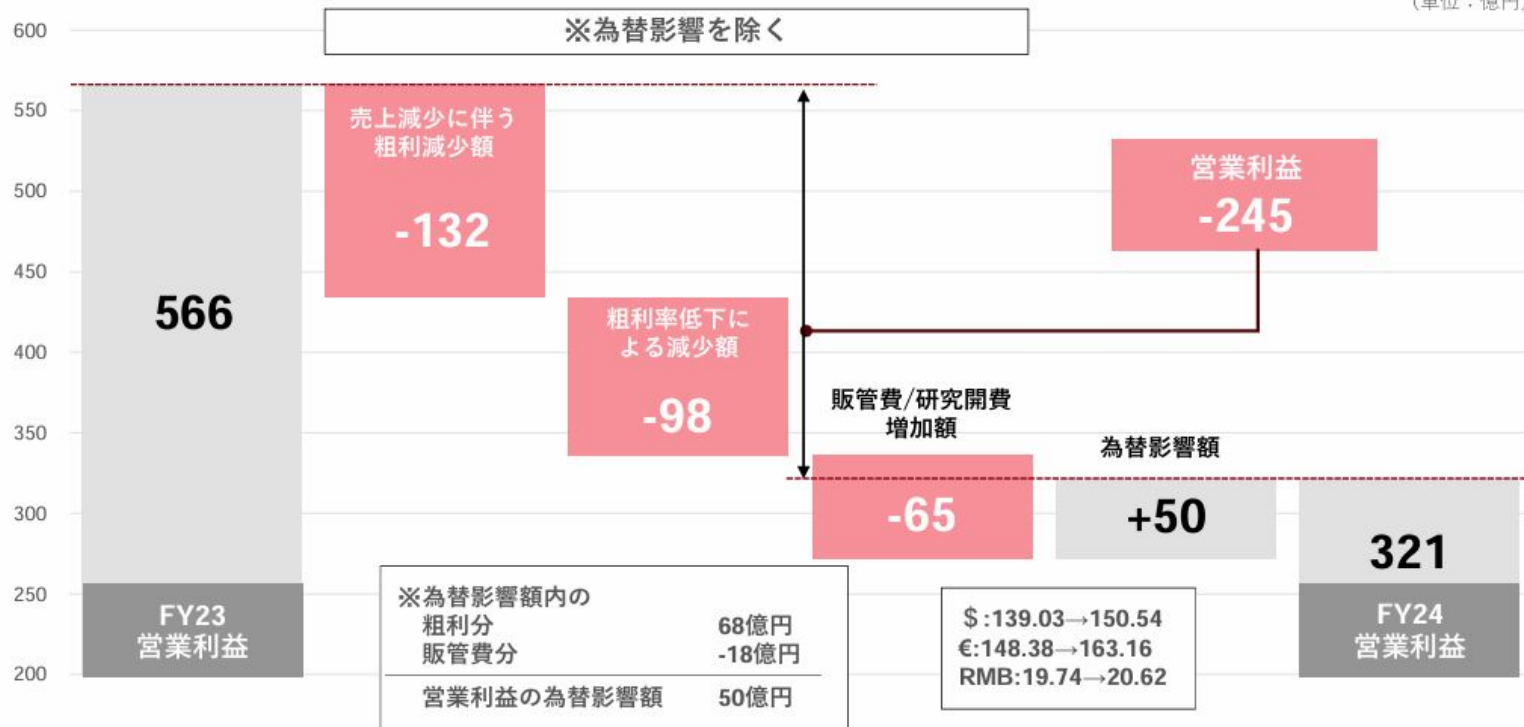 (単位:億円)
※為替影響を除く
600
550
500
450
400
350
300
250
200
566
FY23
営業利益
売上減少に伴う
粗利減少額
-132
粗利率低下に
よる減少額
-98
営業利益
-245
販管費/研究開費
増加額
-65
為替影響額
+50
321
FY24
営業利益
※為替影響額内の
粗利分 68億円
販管費分 -18億円
営業利益の為替影響額 50億円
$:139.03→150.54
€:148.38→163.16
RMB:19.74→20.62